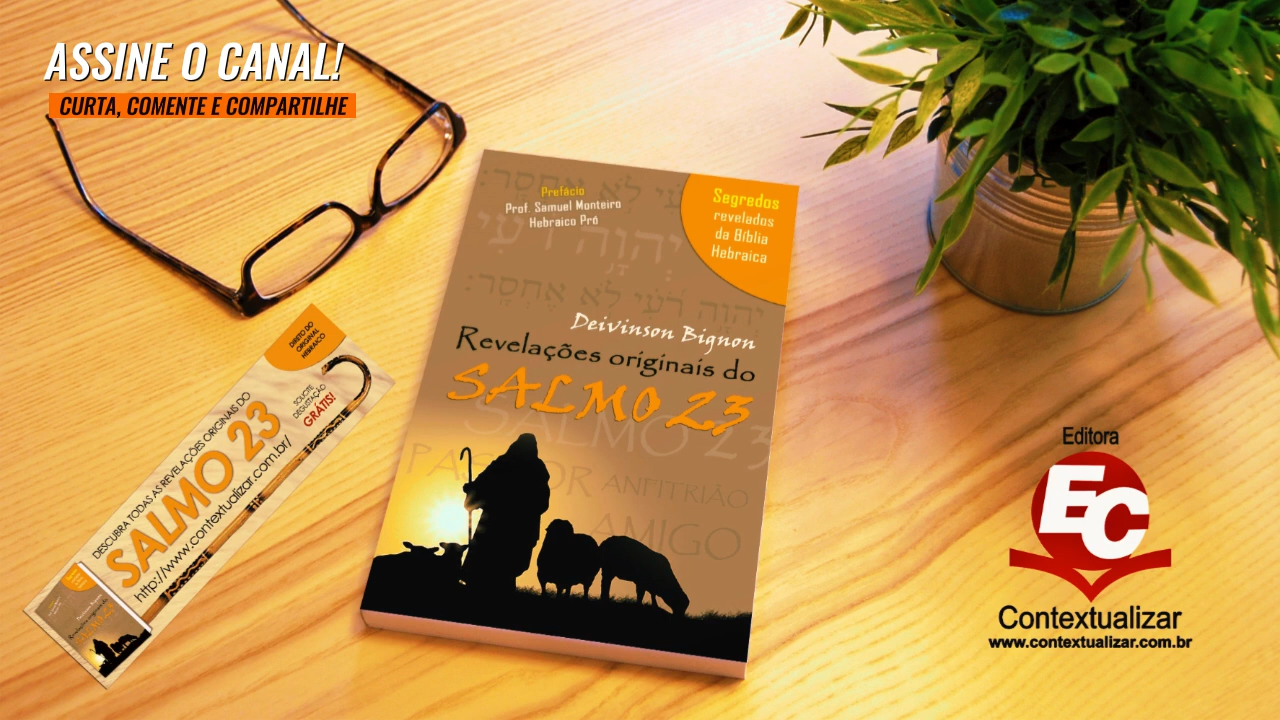 ASSINE O CANAL!
CURTA, COMENTE E COMPARTILHE
Prefácio
Prof. Samuel Monteiro
Hebraico Pró
Segredos
revelados
da Bíblia
Hebraica
יְהוָה רֹעִי
יְהוָה רֹעִי לֹא אֶחְסָר:
Deivinson Bignon
Revelações originais do
SALMO 23
SALMO 23
ANFITRIÃO
AMIGO
DIRETO DO
ORIGINAL
HEBRAICO
SOLICITE
DEGUSTAÇÃO
GRÁTIS!
DESCUBRA TODAS AS REVELAÇÕES ORIGINAIS DO
SALMO 23
http://www.contextualizar.com.br/
Editora
EC
Contextualizar
www.contextualizar.com.br